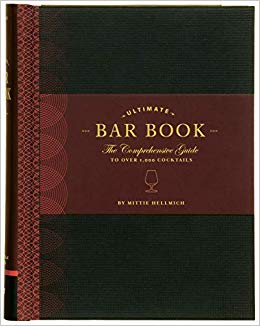 ULTIMATE
BAR BOOK
The Comprehensive Guide
TO OVER 1,000 COCKTAILS
BY MITTIE HELLMICH